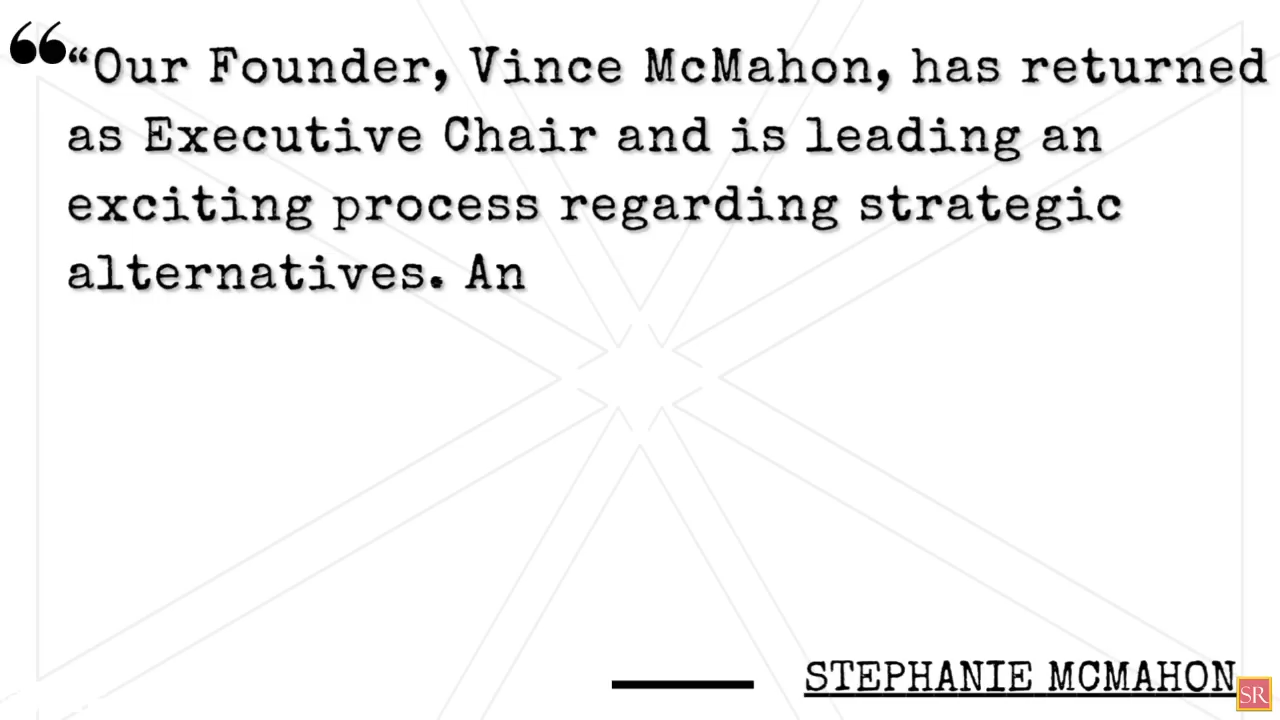 ““Our Founder, Vince McMahon, has returned
as Executive Chair and is leading an
exciting process regarding strategic
alternatives. An
STEPHANIE MCMAHON
SR